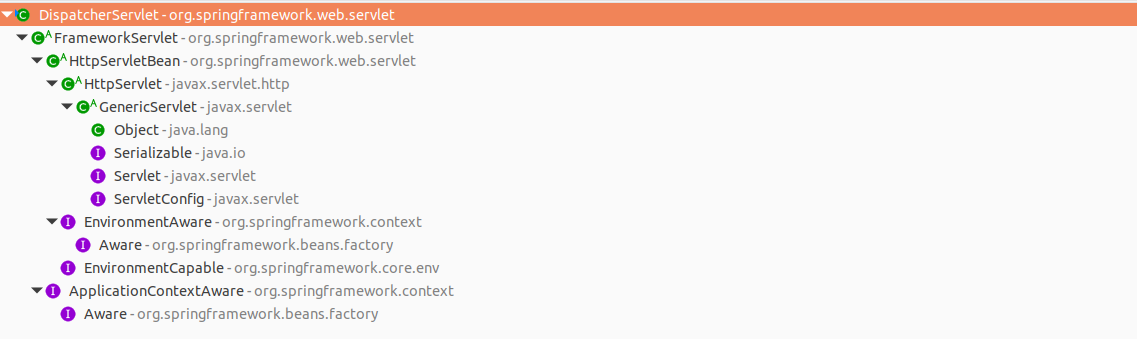 DispatcherServlet - org.springframework.web.servlet
FrameworkServlet - org.springframework.web.servlet
HttpServletBean - org.springframework.web.servlet
HttpServlet - javax.servlet.http
GenericServlet - javax.servlet
Object - java.lang
Serializable - java.io
Servlet - javax.servlet
ServletConfig - javax.servlet
EnvironmentAware - org.springframework.context
Aware - org.springframework.beans.factory
EnvironmentCapable - org.springframework.core.env
ApplicationContextAware - org.springframework.context
Aware - org.springframework.beans.factory